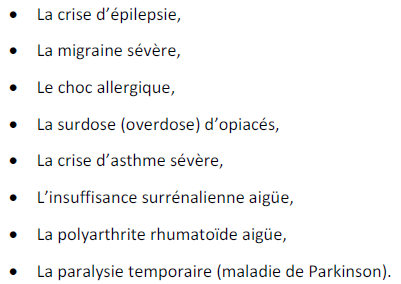 • La crise d’épilepsie,
• La migraine sévère,
• Le choc allergique,
• La surdose (overdose) d’opiacés,
• La crise d’asthme sévère,
• L’insuffisance surrénalienne aigüe,
• La polyarthrite rhumatoïde aigüe,
• La paralysie temporaire (maladie de Parkinson).